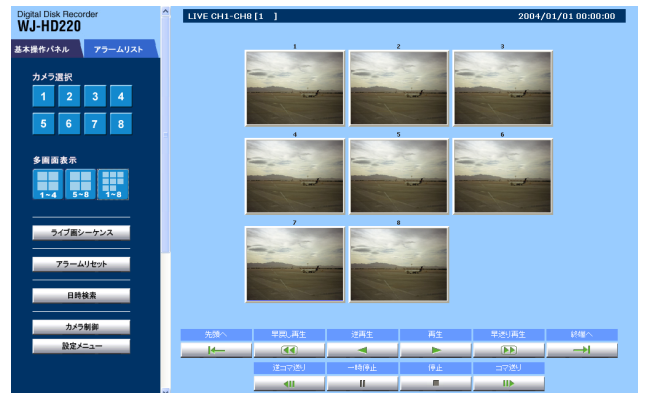 Digital Disk Recorder
WJ-HD220
基本操作パネル
アラームリスト
カメラ選択
1 2 3 4
5 6 7 8
多画面表示
1~4 5~8 1~8
ライブ画シーケンス
アラームリセット
日時検索
カメラ制御
設定メニュー
LIVE CH1-CH8 [1 ]
2004/01/01 00:00:00
1 2 3
4 5 6
7 8
先頭へ 早戻し再生 逆再生 再生 早送り再生 終端へ
逆コマ送り 一時停止 停止 コマ送り